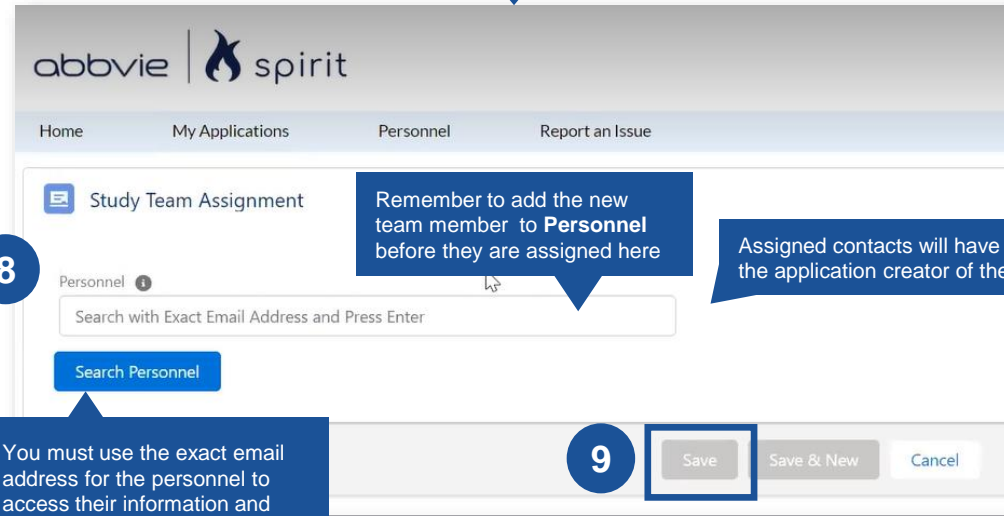 abbvie spirit
Home My Applications Personnel Report an Issue
Study Team Assignment
Remember to add the new
team member to Personnel
before they are assigned here
Assigned contacts will have
the application creator of the
8
Personnel
Search with Exact Email Address and Press Enter
Search Personnel
You must use the exact email
address for the personnel to
access their information and
9
Save
Save & New
Cancel